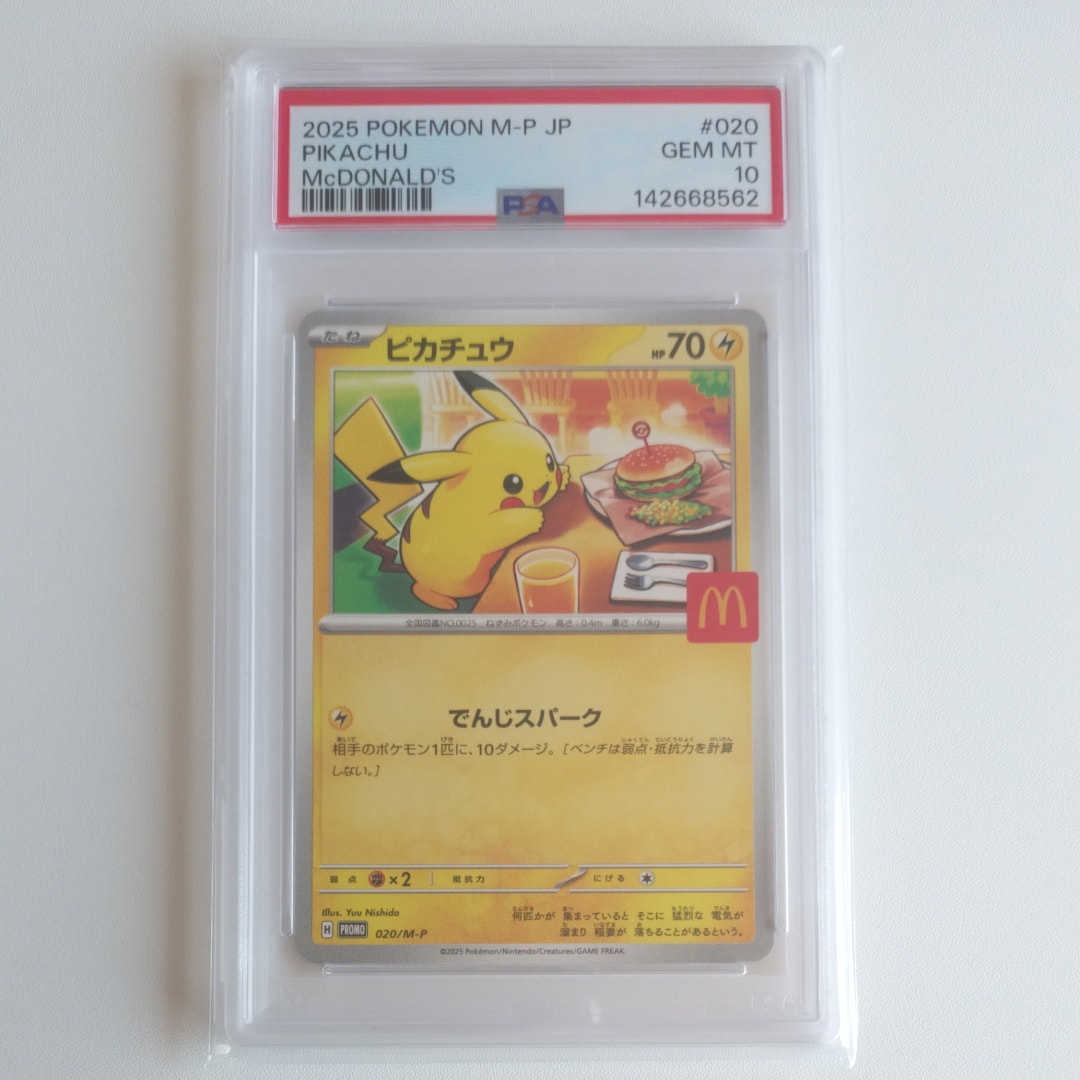 2025 POKEMON M-P JP #020
PIKACHU GEM MT
McDONALD'S 10
PSA 142668562
たね ピカチュウ HP 70
全国図鑑NO.0025 ねずみポケモン 高さ:0.4m 重さ:6.0kg
M
でんじスパーク
相手のポケモン1匹に、10ダメージ。[ベンチは弱点・抵抗力を計算
しない。]
弱点 ×2 抵抗力 にげる
Illus. Yuu Nishida
何匹かが 集まっていると そこに 猛烈な 電気が
H PROMO 020/M-P
溜まり 稲妻が 落ちることがあるという。
©2025 Pokémon/Nintendo/Creatures/GAME FREAK.